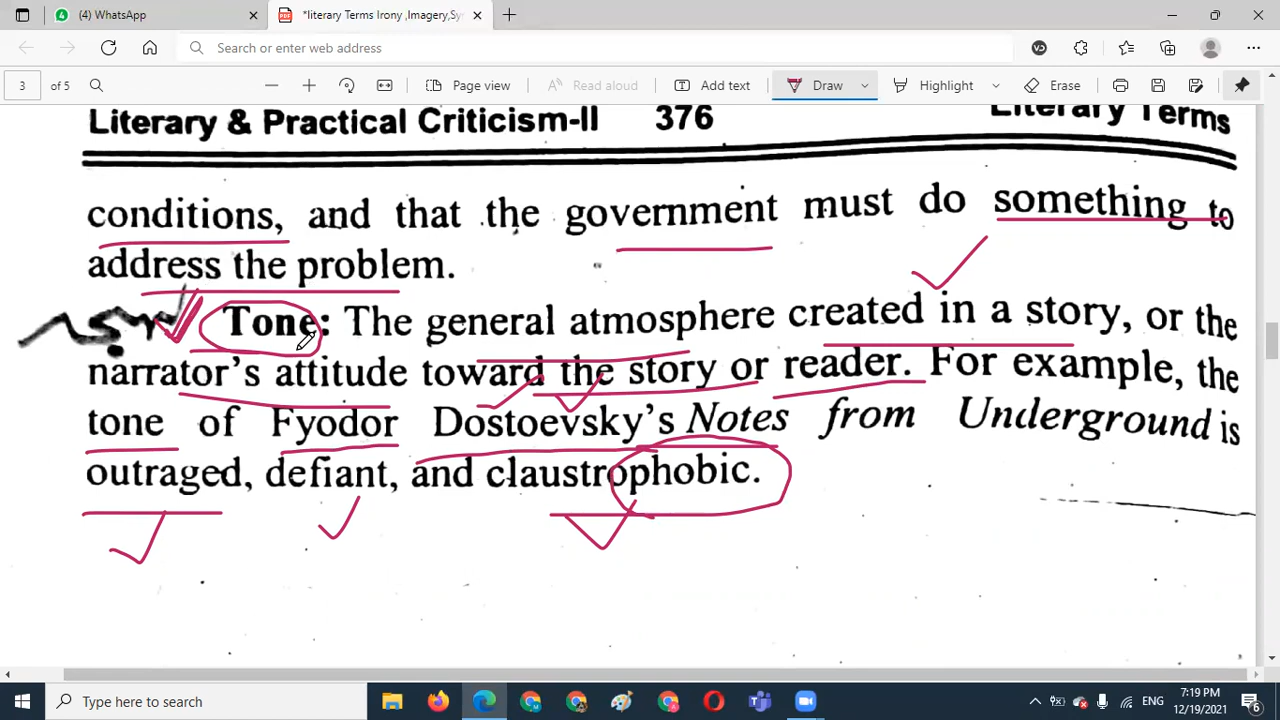 (4) WhatsApp
*literary Terms Irony ,Imagery,Sy
Search or enter web address
3 of 5
Page view
Read aloud
Add text
Draw
Highlight
Erase
Literary & Practical Criticism-II 376 Literary Terms
conditions, and that the government must do something to
address the problem.
Tone: The general atmosphere created in a story, or the
narrator's attitude toward the story or reader. For example, the
tone of Fyodor Dostoevsky's Notes from Underground is
outraged, defiant, and claustrophobic.
Type here to search
ENG
7:19 PM
12/19/2021
6